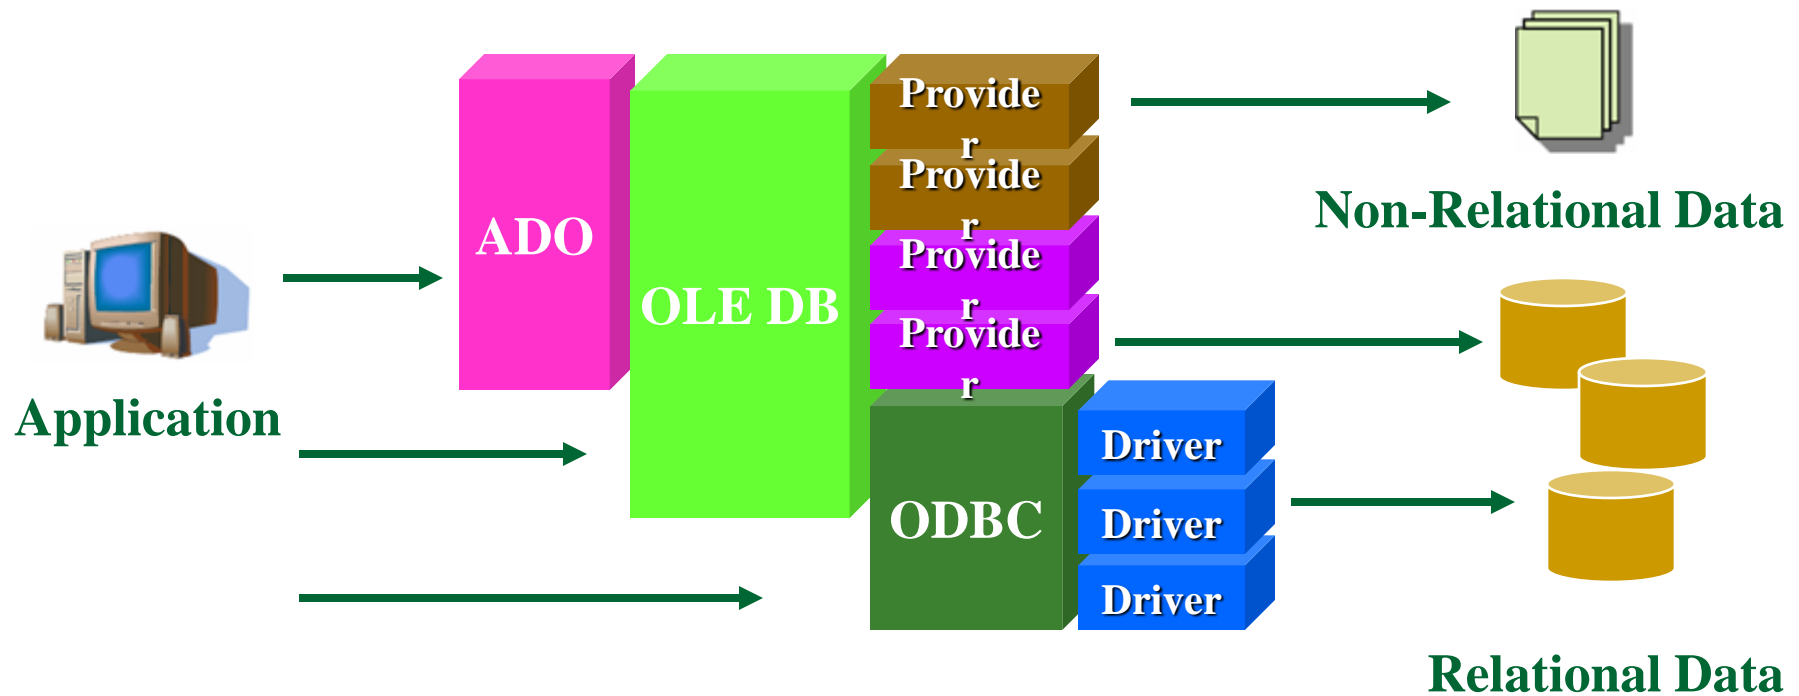 Provide
r
Provide
r
Provide
r
Provide
r
ADO
OLE DB
ODBC
Driver
Driver
Driver
Application
Non-Relational Data
Relational Data